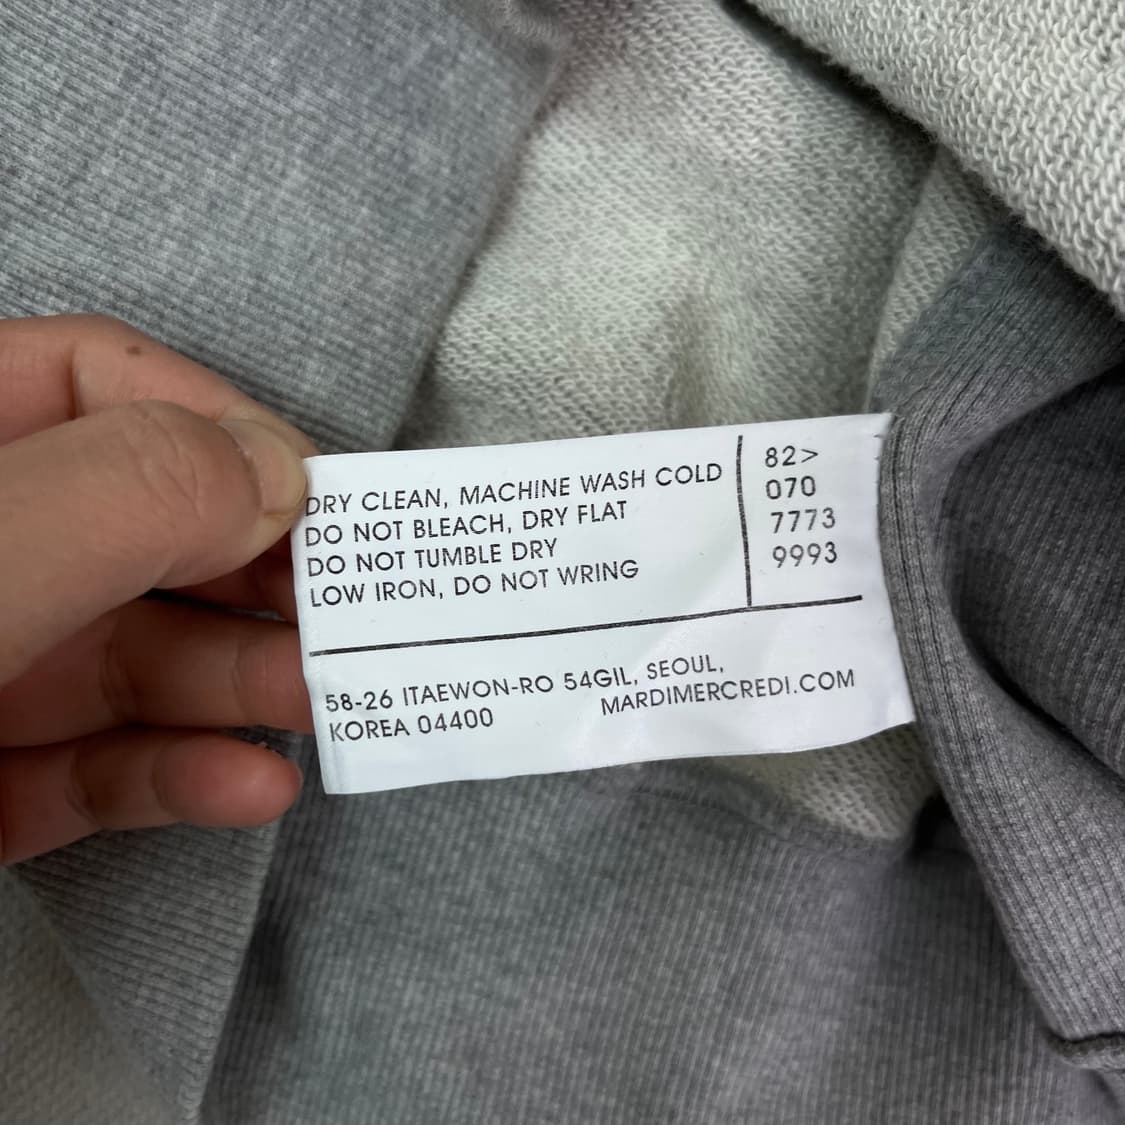 DRY CLEAN, MACHINE WASH COLD
DO NOT BLEACH, DRY FLAT
DO NOT TUMBLE DRY
LOW IRON, DO NOT WRING
82>
070
7773
9993
58-26 ITAEWON-RO 54GIL, SEOUL,
KOREA 04400
MARDIMERCREDI.COM